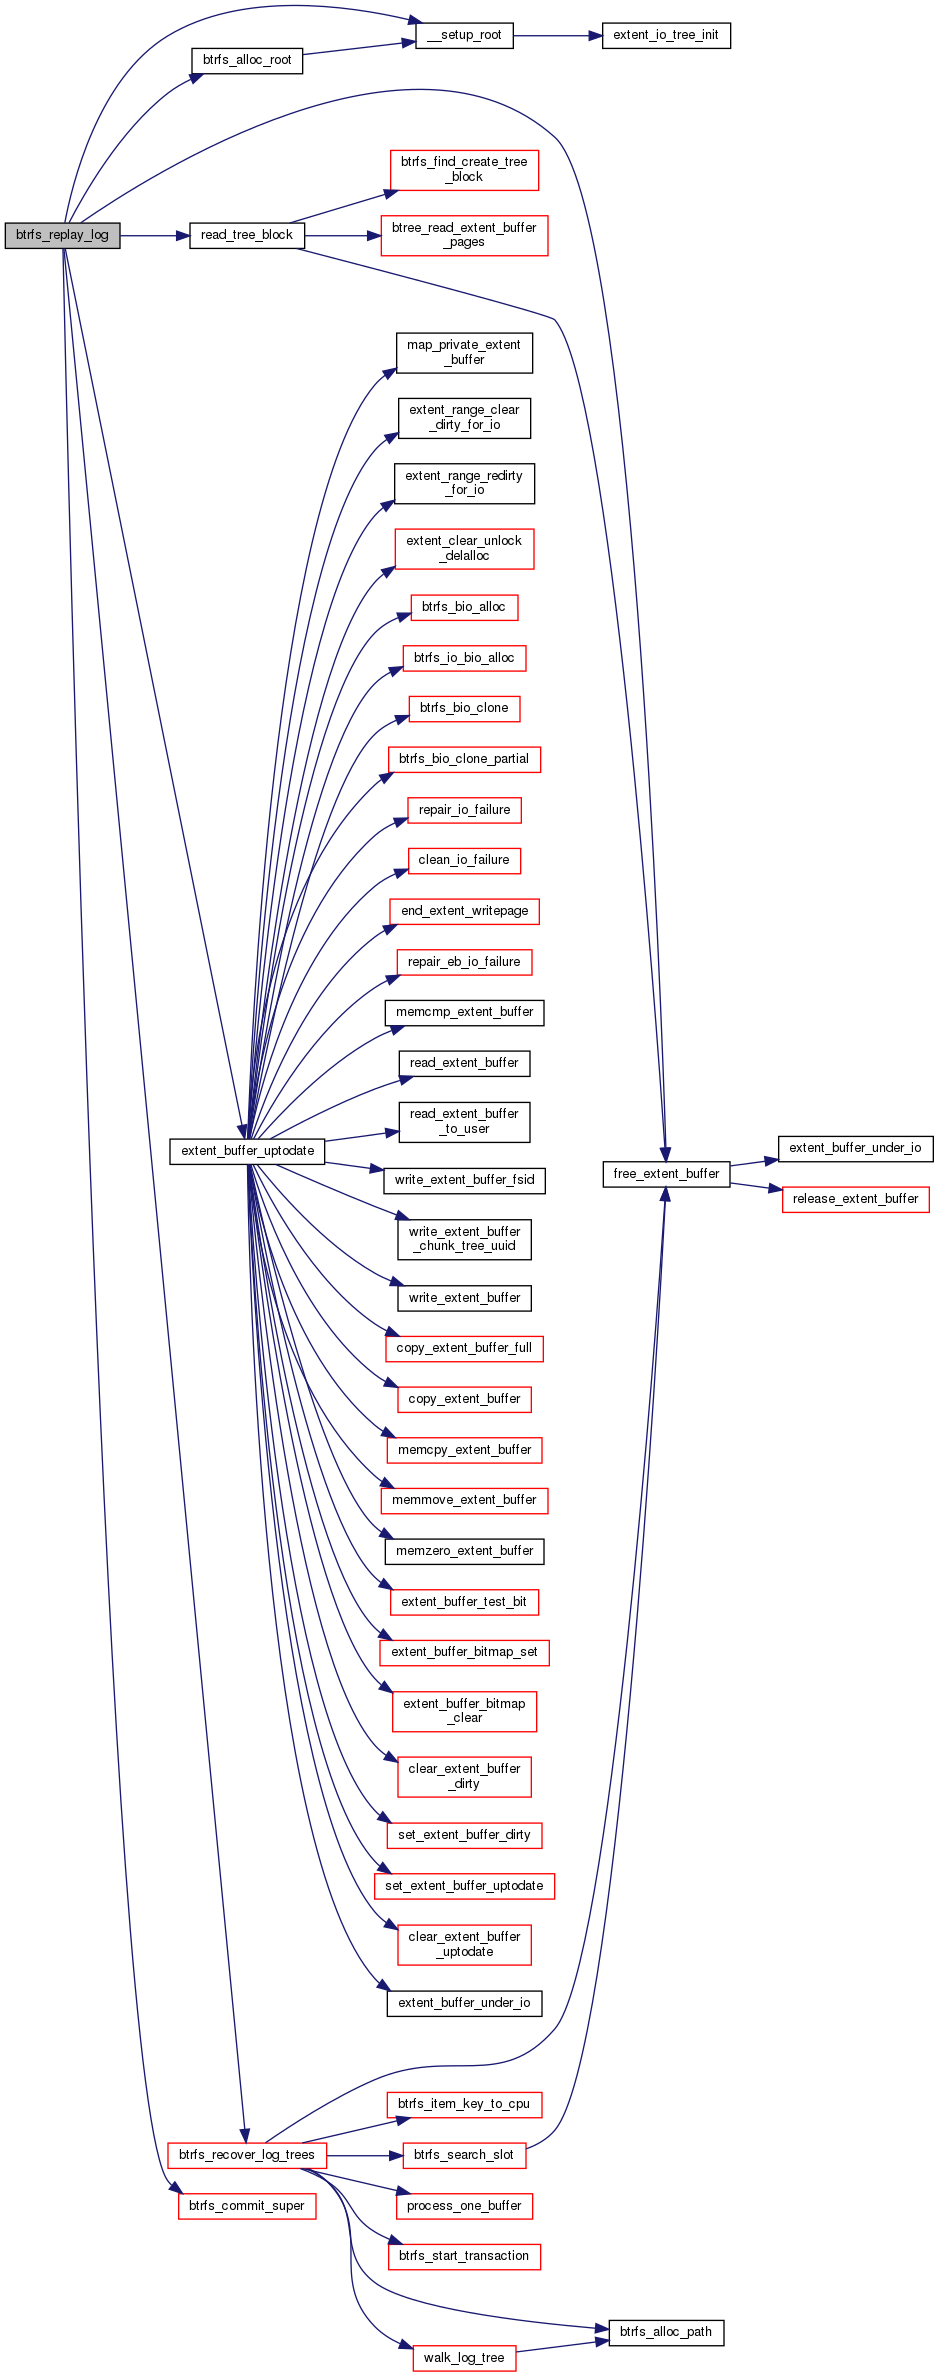 __setup_root
extent_io_tree_init
btrfs_alloc_root
btrfs_find_create_tree
_block
btrfs_replay_log
read_tree_block
btree_read_extent_buffer
_pages
map_private_extent
_buffer
extent_range_clear
_dirty_for_io
extent_range_redirty
_for_io
extent_clear_unlock
_delalloc
btrfs_bio_alloc
btrfs_io_bio_alloc
btrfs_bio_clone
btrfs_bio_clone_partial
repair_io_failure
clean_io_failure
end_extent_writepage
repair_eb_io_failure
memcmp_extent_buffer
read_extent_buffer
read_extent_buffer
_to_user
extent_buffer_uptodate
write_extent_buffer_fsid
free_extent_buffer
extent_buffer_under_io
release_extent_buffer
write_extent_buffer
_chunk_tree_uuid
write_extent_buffer
copy_extent_buffer_full
copy_extent_buffer
memcpy_extent_buffer
memmove_extent_buffer
memzero_extent_buffer
extent_buffer_test_bit
extent_buffer_bitmap_set
extent_buffer_bitmap
_clear
clear_extent_buffer
_dirty
set_extent_buffer_dirty
set_extent_buffer_uptodate
clear_extent_buffer
_uptodate
extent_buffer_under_io
btrfs_item_key_to_cpu
btrfs_recover_log_trees
btrfs_search_slot
btrfs_commit_super
process_one_buffer
btrfs_start_transaction
btrfs_alloc_path
walk_log_tree